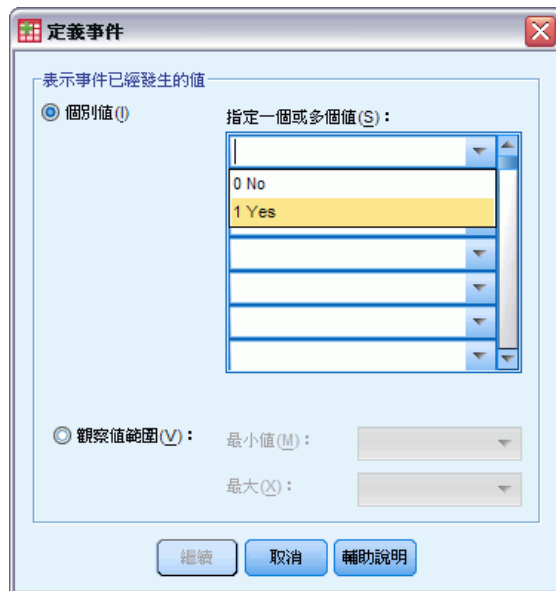 定義事件
表示事件已經發生的值
個別值(I)
指定一個或多個值(S)：
0 No
1 Yes
觀察值範圍(V)：
最小值(M)：
最大(X)：
繼續
取消
輔助說明